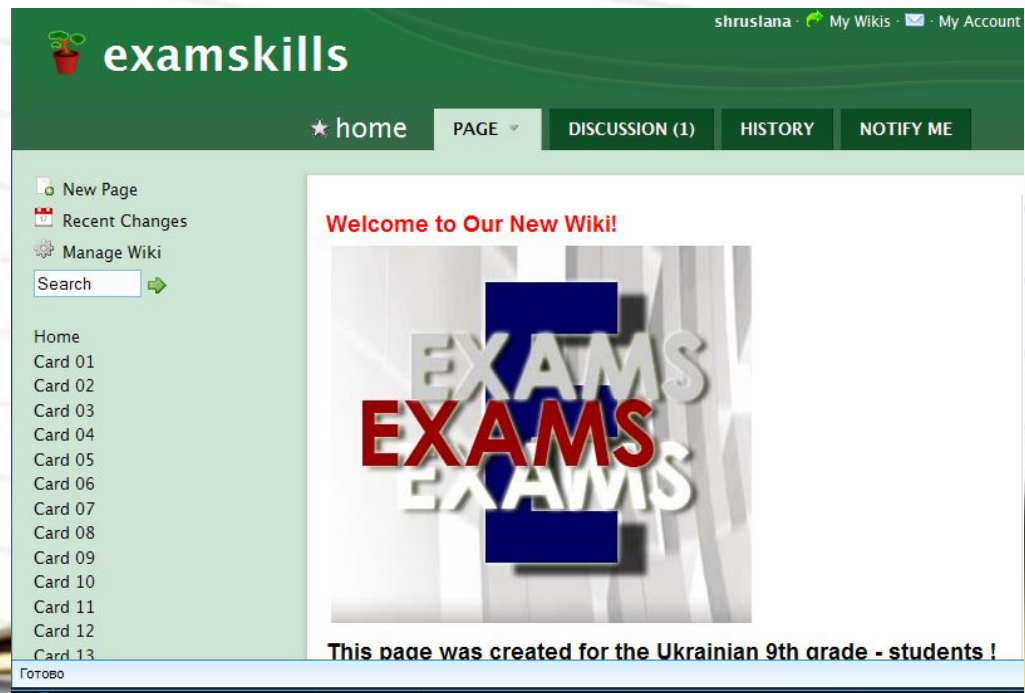 shruslana · My Wikis · · My Account
examskills
home PAGE DISCUSSION (1) HISTORY NOTIFY ME
New Page
Recent Changes
Manage Wiki
Search
Home
Card 01
Card 02
Card 03
Card 04
Card 05
Card 06
Card 07
Card 08
Card 09
Card 10
Card 11
Card 12
Card 13
Welcome to Our New Wiki!
EXAMS
EXAMS
EXAMS
This page was created for the Ukrainian 9th grade - students !
Готово